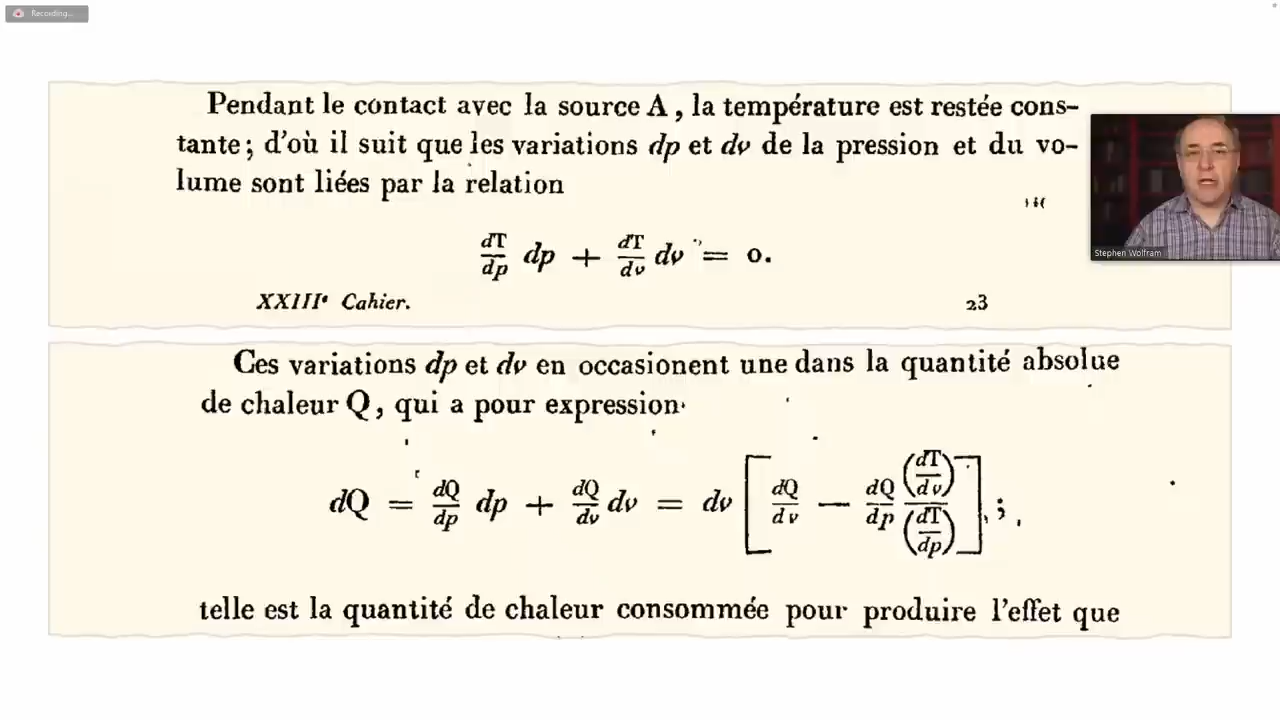 Recording...
Pendant le contact avec la source A, la température est restée cons-
tante; d'où il suit que les variations dp et dv de la pression et du vo-
lume sont liées par la relation
dT/dp dp + dT/dv dv = 0.
XXIIIe Cahier. 23
Stephen Wolfram
Ces variations dp et dv en occasionent une dans la quantité absolue
de chaleur Q, qui a pour expression
dQ = dQ/dp dp + dQ/dv dv = dv [ dQ/dv — dQ/dp (dT/dv)/(dT/dp) ];
telle est la quantité de chaleur consommée pour produire l'effet que